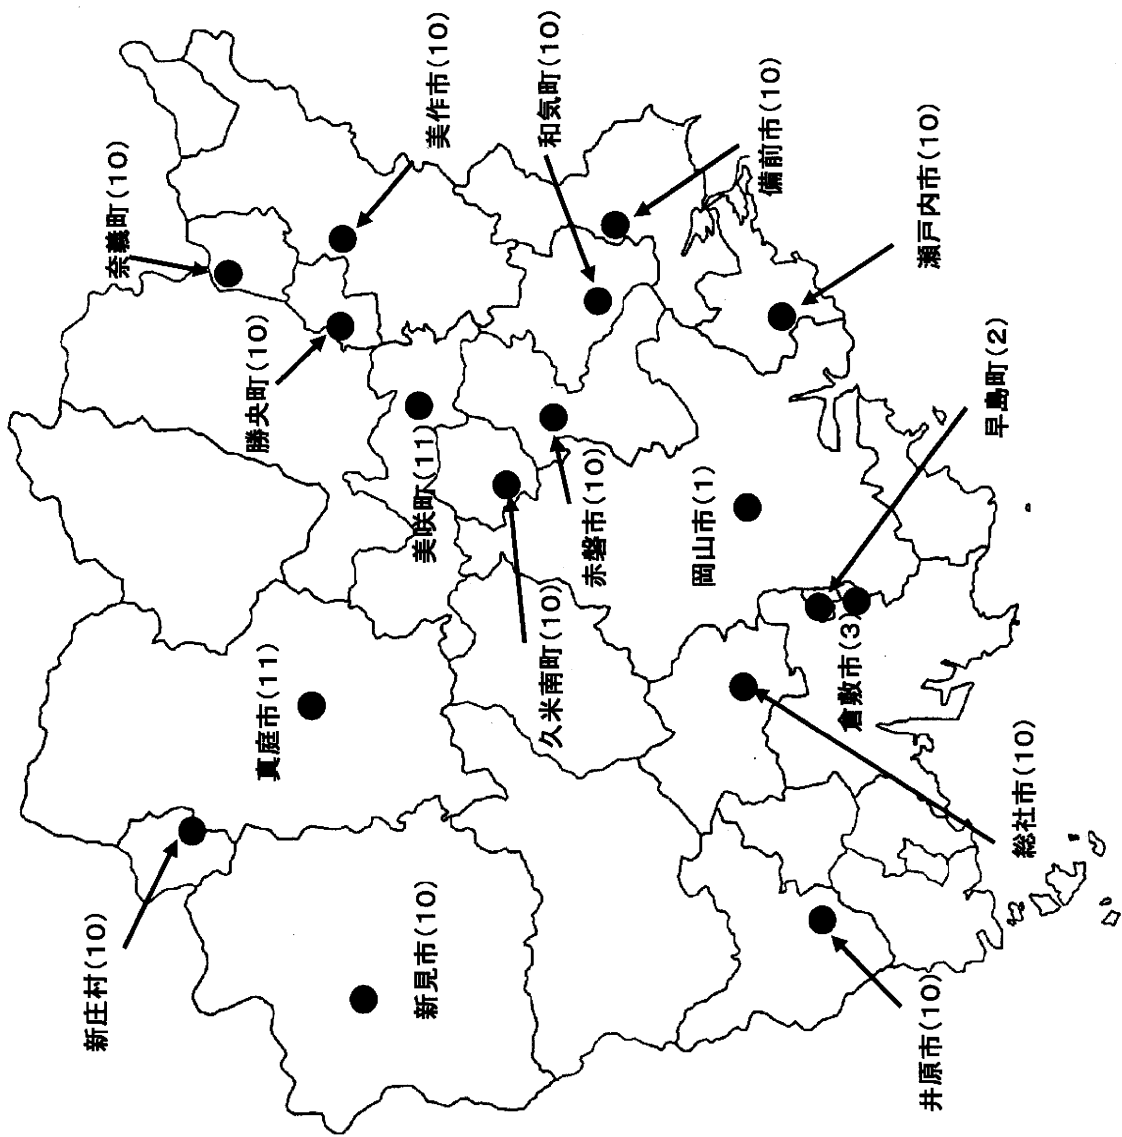 新庄村(10)
真庭市(11)
新見市(10)
奈義町(10)
勝央町(10)
美作市(10)
美咲町(11)
久米南町(10)
赤磐市(10)
和気町(10)
備前市(10)
瀬戸内市(10)
岡山市(1)
早島町(2)
倉敷市(3)
総社市(10)
井原市(10)